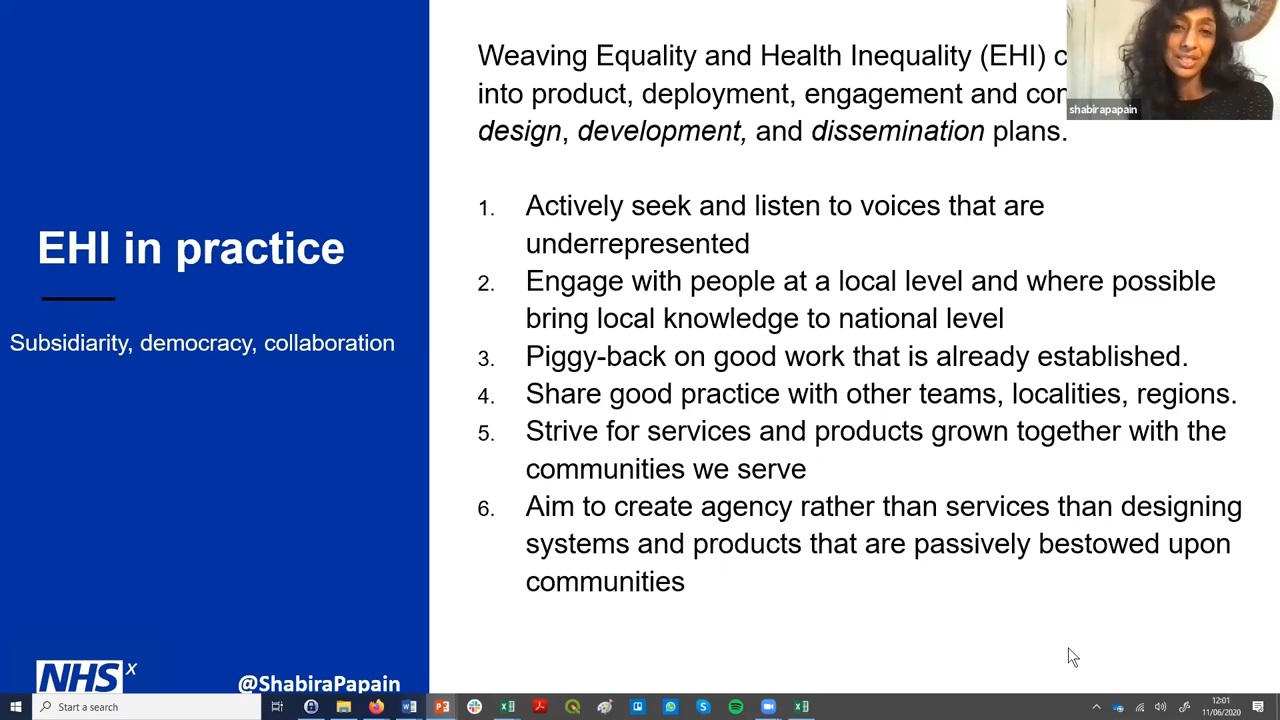 Weaving Equality and Health Inequality (EHI)
into product, deployment, engagement and
design, development, and dissemination plans.
shabirapapain
EHI in practice
Subsidiarity, democracy, collaboration
1. Actively seek and listen to voices that are
underrepresented
2. Engage with people at a local level and where possible
bring local knowledge to national level
3. Piggy-back on good work that is already established.
4. Share good practice with other teams, localities, regions.
5. Strive for services and products grown together with the
communities we serve
6. Aim to create agency rather than services than designing
systems and products that are passively bestowed upon
communities
NHSx
@ShabiraPapain
Start a search
12:01
11/06/2020